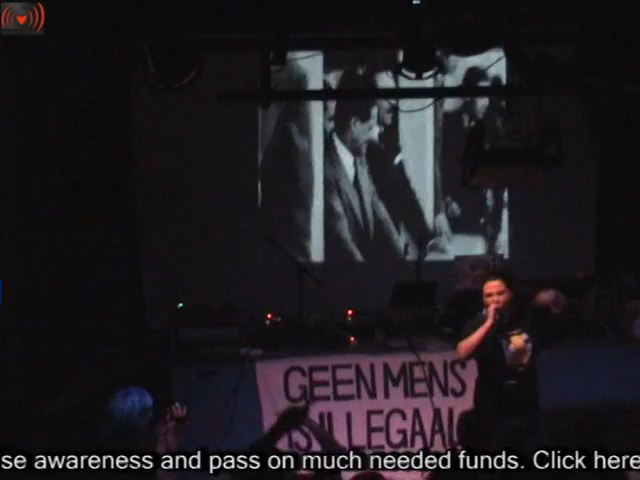 GEEN MENS
IS ILLEGAAL
se awareness and pass on much needed funds. Click here